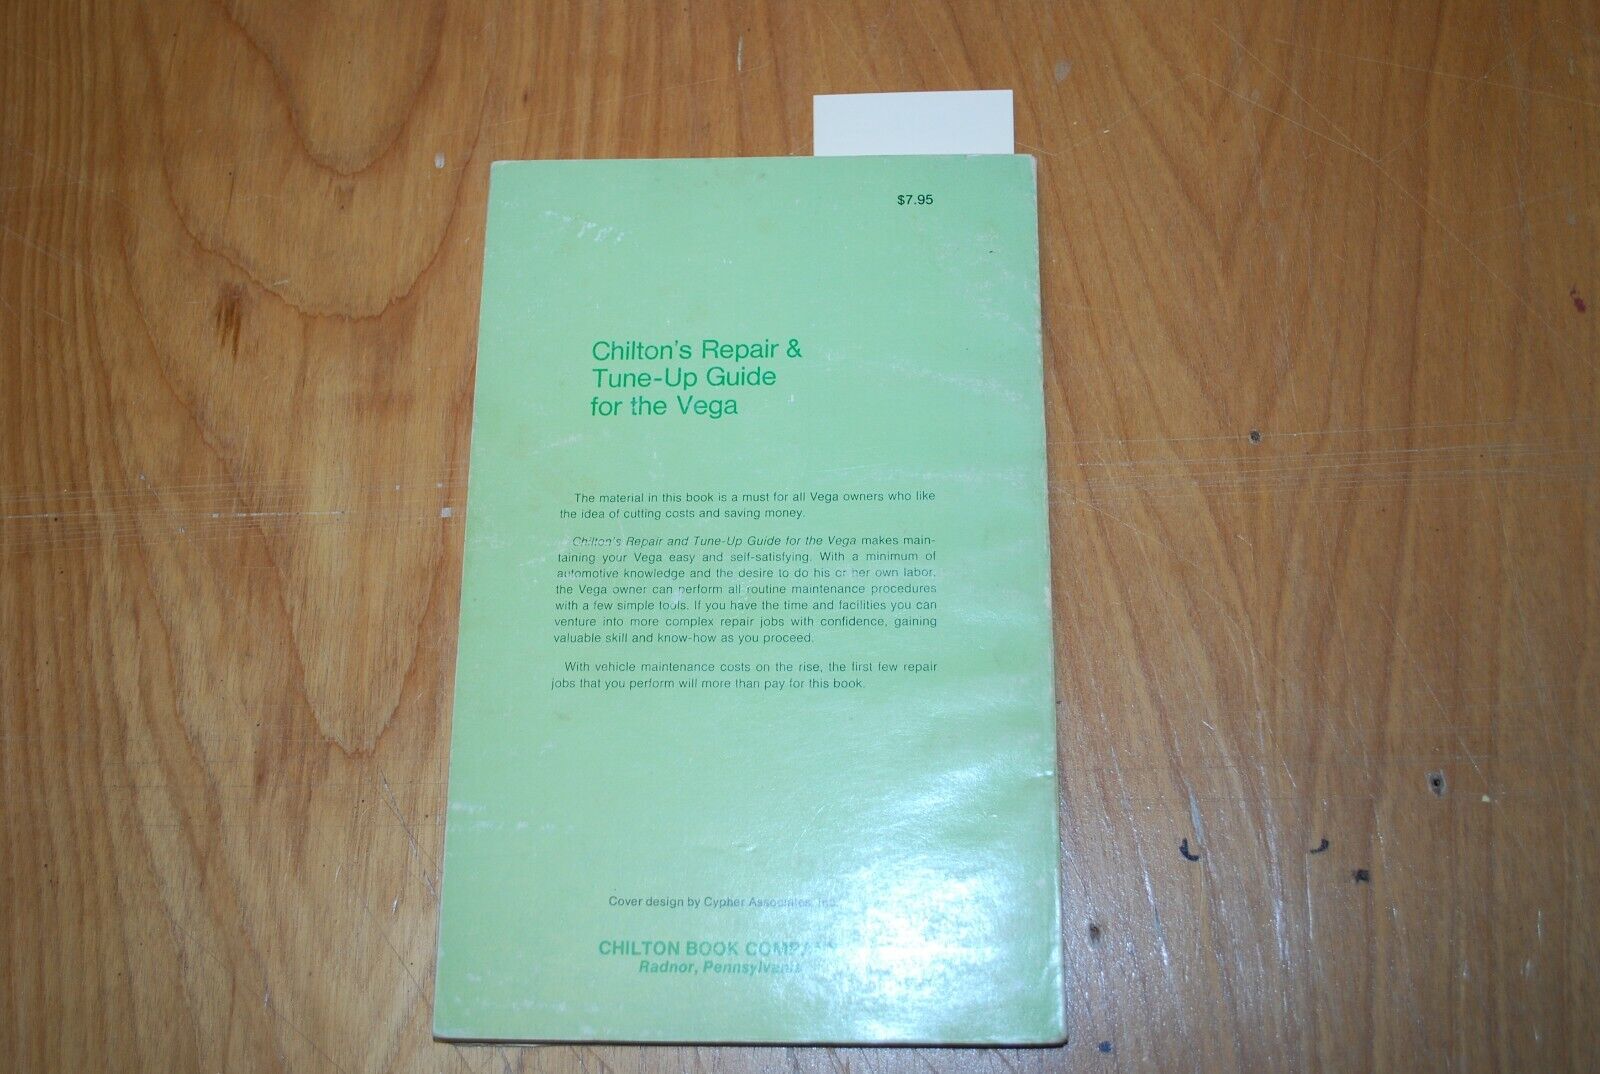 $7.95
Chilton's Repair &
Tune-Up Guide
for the Vega
The material in this book is a must for all Vega owners who like
the idea of cutting costs and saving money.
Chilton's Repair and Tune-Up Guide for the Vega makes main-
taining your Vega easy and self-satisfying. With a minimum of
automotive knowledge and the desire to do his or her own labor,
the Vega owner can perform all routine maintenance procedures
with a few simple tools. If you have the time and facilities you can
venture into more complex repair jobs with confidence, gaining
valuable skill and know-how as you proceed.
With vehicle maintenance costs on the rise, the first few repair
jobs that you perform will more than pay for this book.
Cover design by Cypher Associates, Inc.
CHILTON BOOK COMPANY
Radnor, Pennsylvania